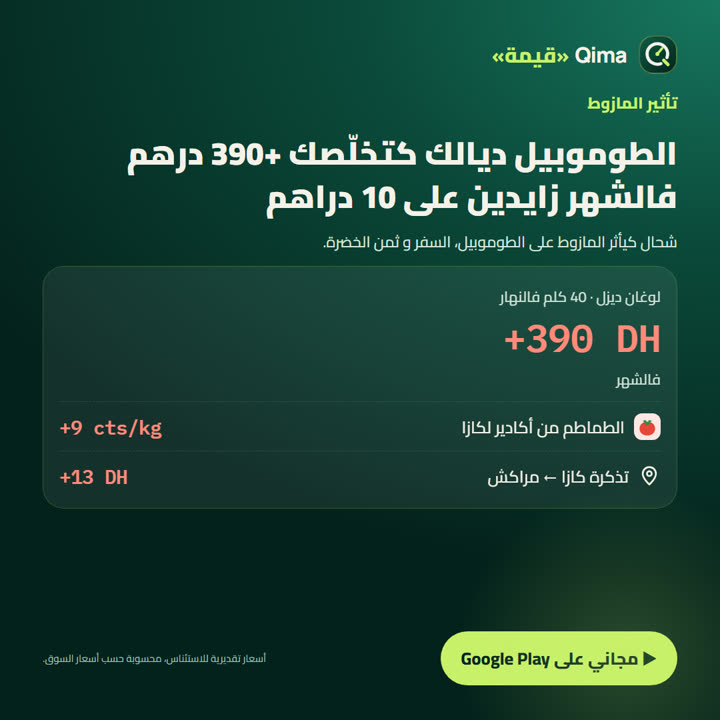 Qima «قيمة»
تأثير المازوط
الطوموبيل ديالك كتخلّصك +390 درهم
فالشهر زايدين على 10 دراهم
شحال كيأثر المازوط على الطوموبيل، السفر و ثمن الخضرة.
لوغان ديزل · 40 كلم فالنهار
+390 DH
فالشهر
الطماطم من أكادير لكازا +9 cts/kg
تذكرة كازا ← مراكش +13 DH
مجاني على Google Play
أسعار تقديرية للاستئناس، محسوبة حسب أسعار السوق.